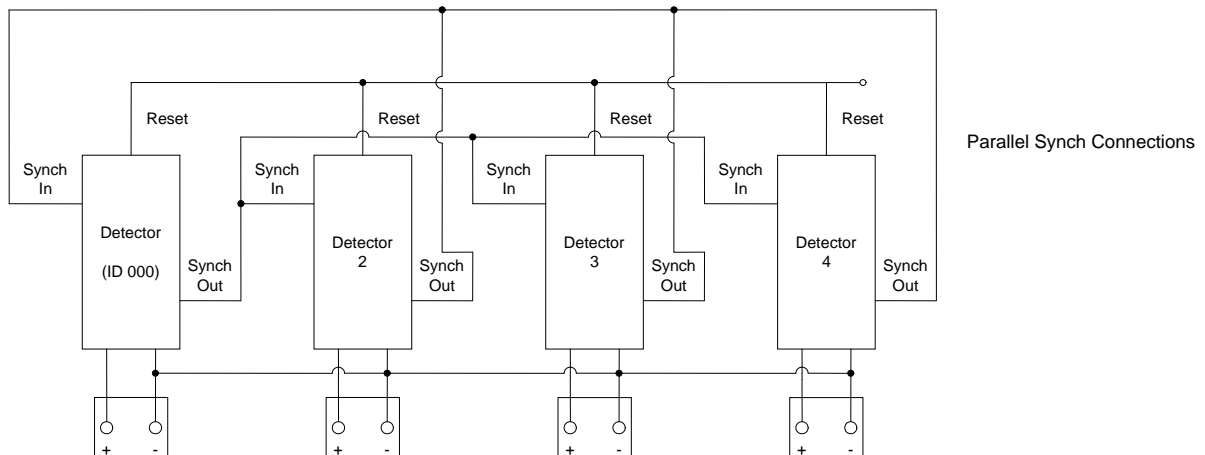 Parallel Synch Connections
Reset
Reset
Reset
Reset
Synch
In
Synch
In
Synch
In
Synch
In
Detector
(ID 000)
Detector
2
Detector
3
Detector
4
Synch
Out
Synch
Out
Synch
Out
Synch
Out
+ -
+ -
+ -
+ -